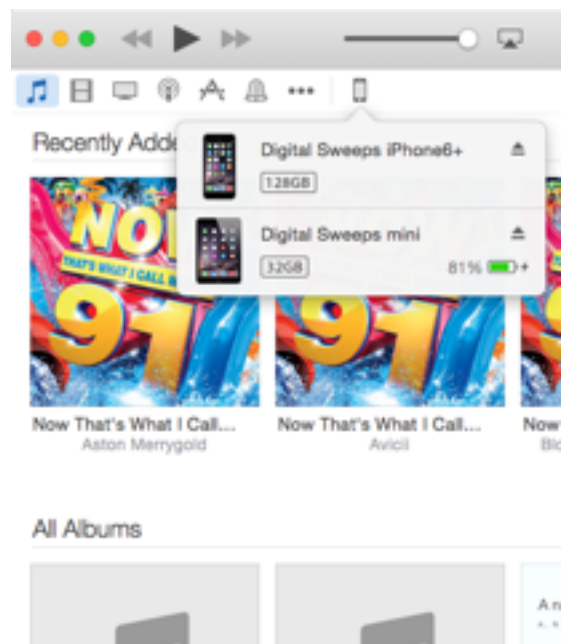 Recently Adde
Digital Sweeps iPhone6+
128GB
Digital Sweeps mini
32GB
81%
NOW
THAT'S WHAT I CALL
91
91
Now That's What I Call...
Aston Merrygold
Now That's What I Call...
Avicii
Now
Blo
All Albums
A n